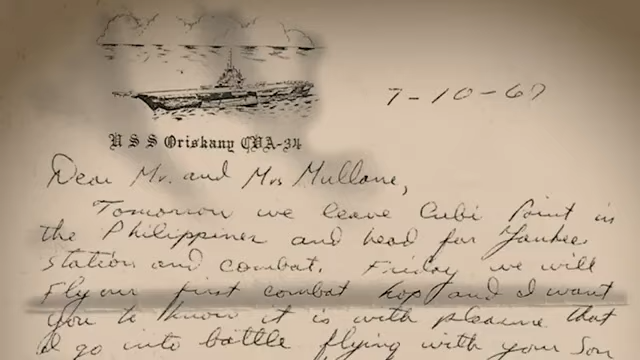 7-10-67
U S S Oriskany CVA-34
Dear Mr. and Mrs Mullane,
Tomorrow we leave Cubi Point in
the Philippines and head for Yankee
station and combat. Friday we will
fly our first combat hop and I want
you to know it is with pleasure that
I go into battle flying with your Son